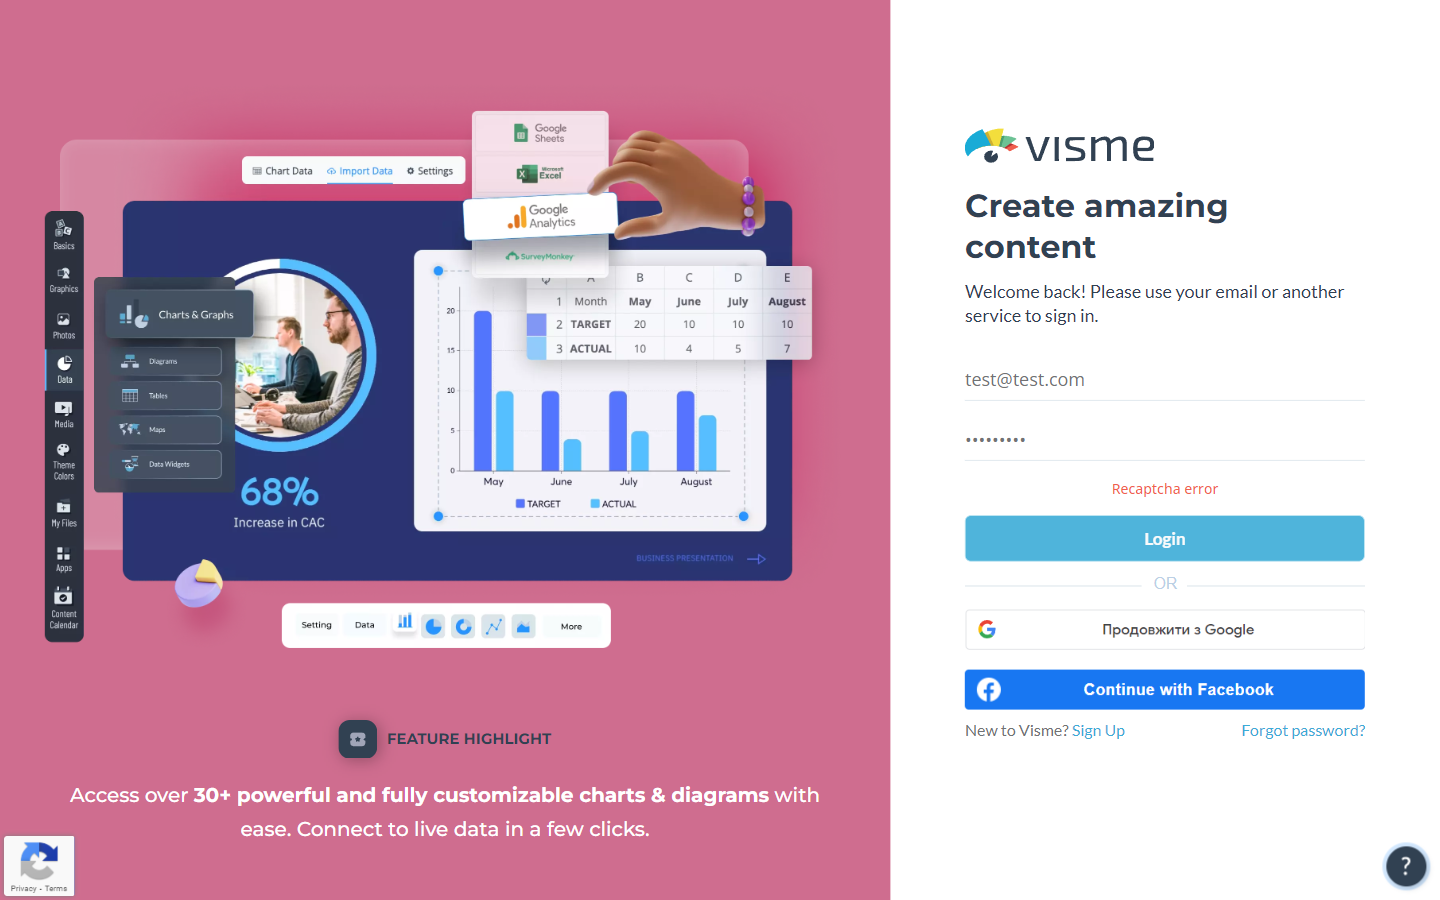 Google
Sheets
Microsoft
Excel
Google
Analytics
SurveyMonkey
Chart Data
Import Data
Settings
Basics
Graphics
Photos
Data
Media
Theme
Colors
My Files
Apps
Content
Calendar
Charts & Graphs
Diagrams
Tables
Maps
Data Widgets
68%
Increase in CAC
A B C D E
1 Month May June July August
2 TARGET 20 10 10 10
3 ACTUAL 10 4 5 7
20
15
10
5
0
May June July August
TARGET ACTUAL
BUSINESS PRESENTATION
Setting Data More
FEATURE HIGHLIGHT
Access over 30+ powerful and fully customizable charts & diagrams with
ease. Connect to live data in a few clicks.
Privacy - Terms
visme
Create amazing
content
Welcome back! Please use your email or another
service to sign in.
test@test.com
•••••••••
Recaptcha error
Login
OR
Продовжити з Google
Continue with Facebook
New to Visme? Sign Up
Forgot password?
?